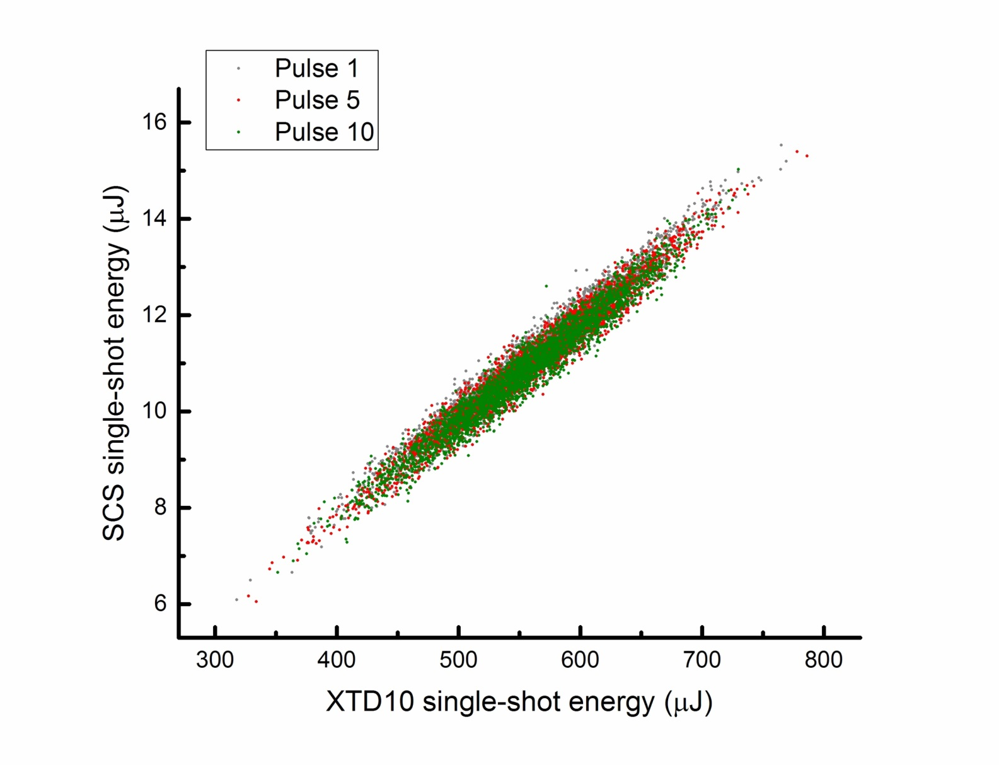 Pulse 1
Pulse 5
Pulse 10
16
14
12
10
8
6
SCS single-shot energy (μJ)
300 400 500 600 700 800
XTD10 single-shot energy (μJ)